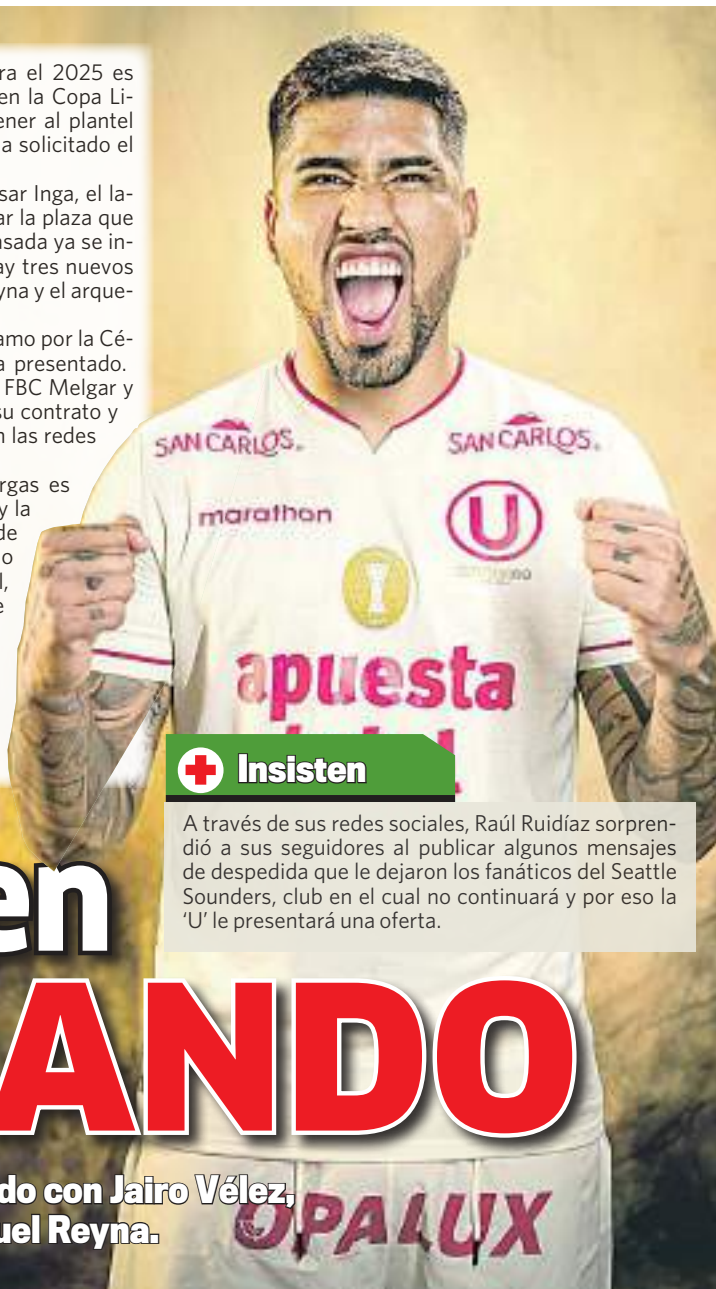 ra el 2025 es
en la Copa Li-
ener al plantel
a solicitado el
sar Inga, el la-
ar la plaza que
asada ya se in-
ay tres nuevos
yna y el arque-
amo por la Cé-
a presentado.
FBC Melgar y
su contrato y
n las redes
rgas es
y la
de
o
l,
e
SAN CARLOS
SAN CARLOS
marathon
U
apuesta
Insisten
A través de sus redes sociales, Raúl Ruidíaz sorpren-
dió a sus seguidores al publicar algunos mensajes
de despedida que le dejaron los fanáticos del Seattle
Sounders, club en el cual no continuará y por eso la
‘U’ le presentará una oferta.
en
ANDO
do con Jairo Vélez,
uel Reyna.
OPALUX